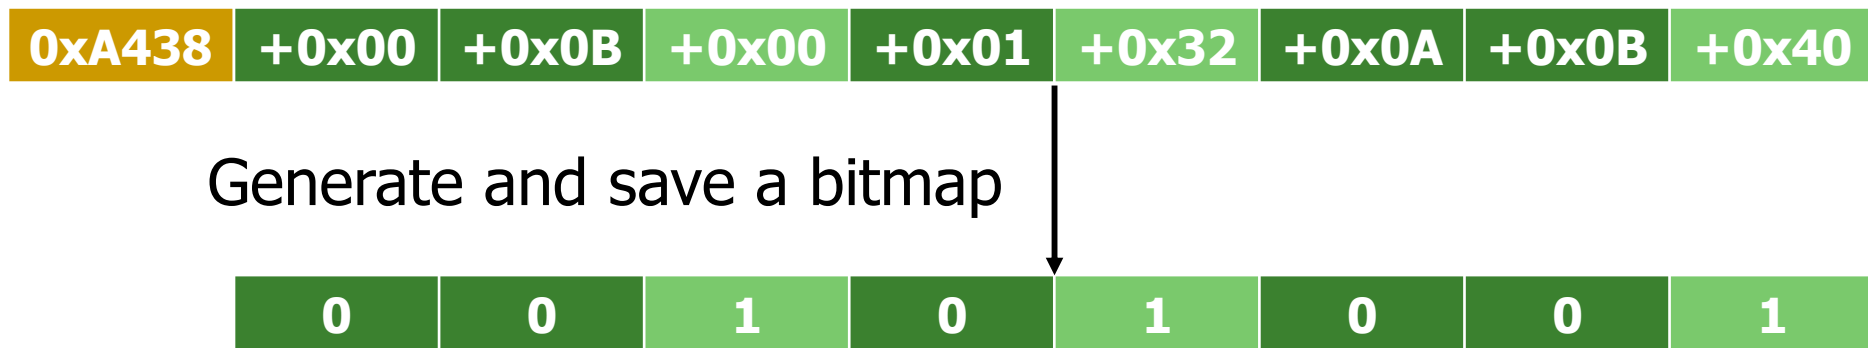 0xA438 +0x00 +0x0B +0x00 +0x01 +0x32 +0x0A +0x0B +0x40
Generate and save a bitmap
0 0 1 0 1 0 0 1